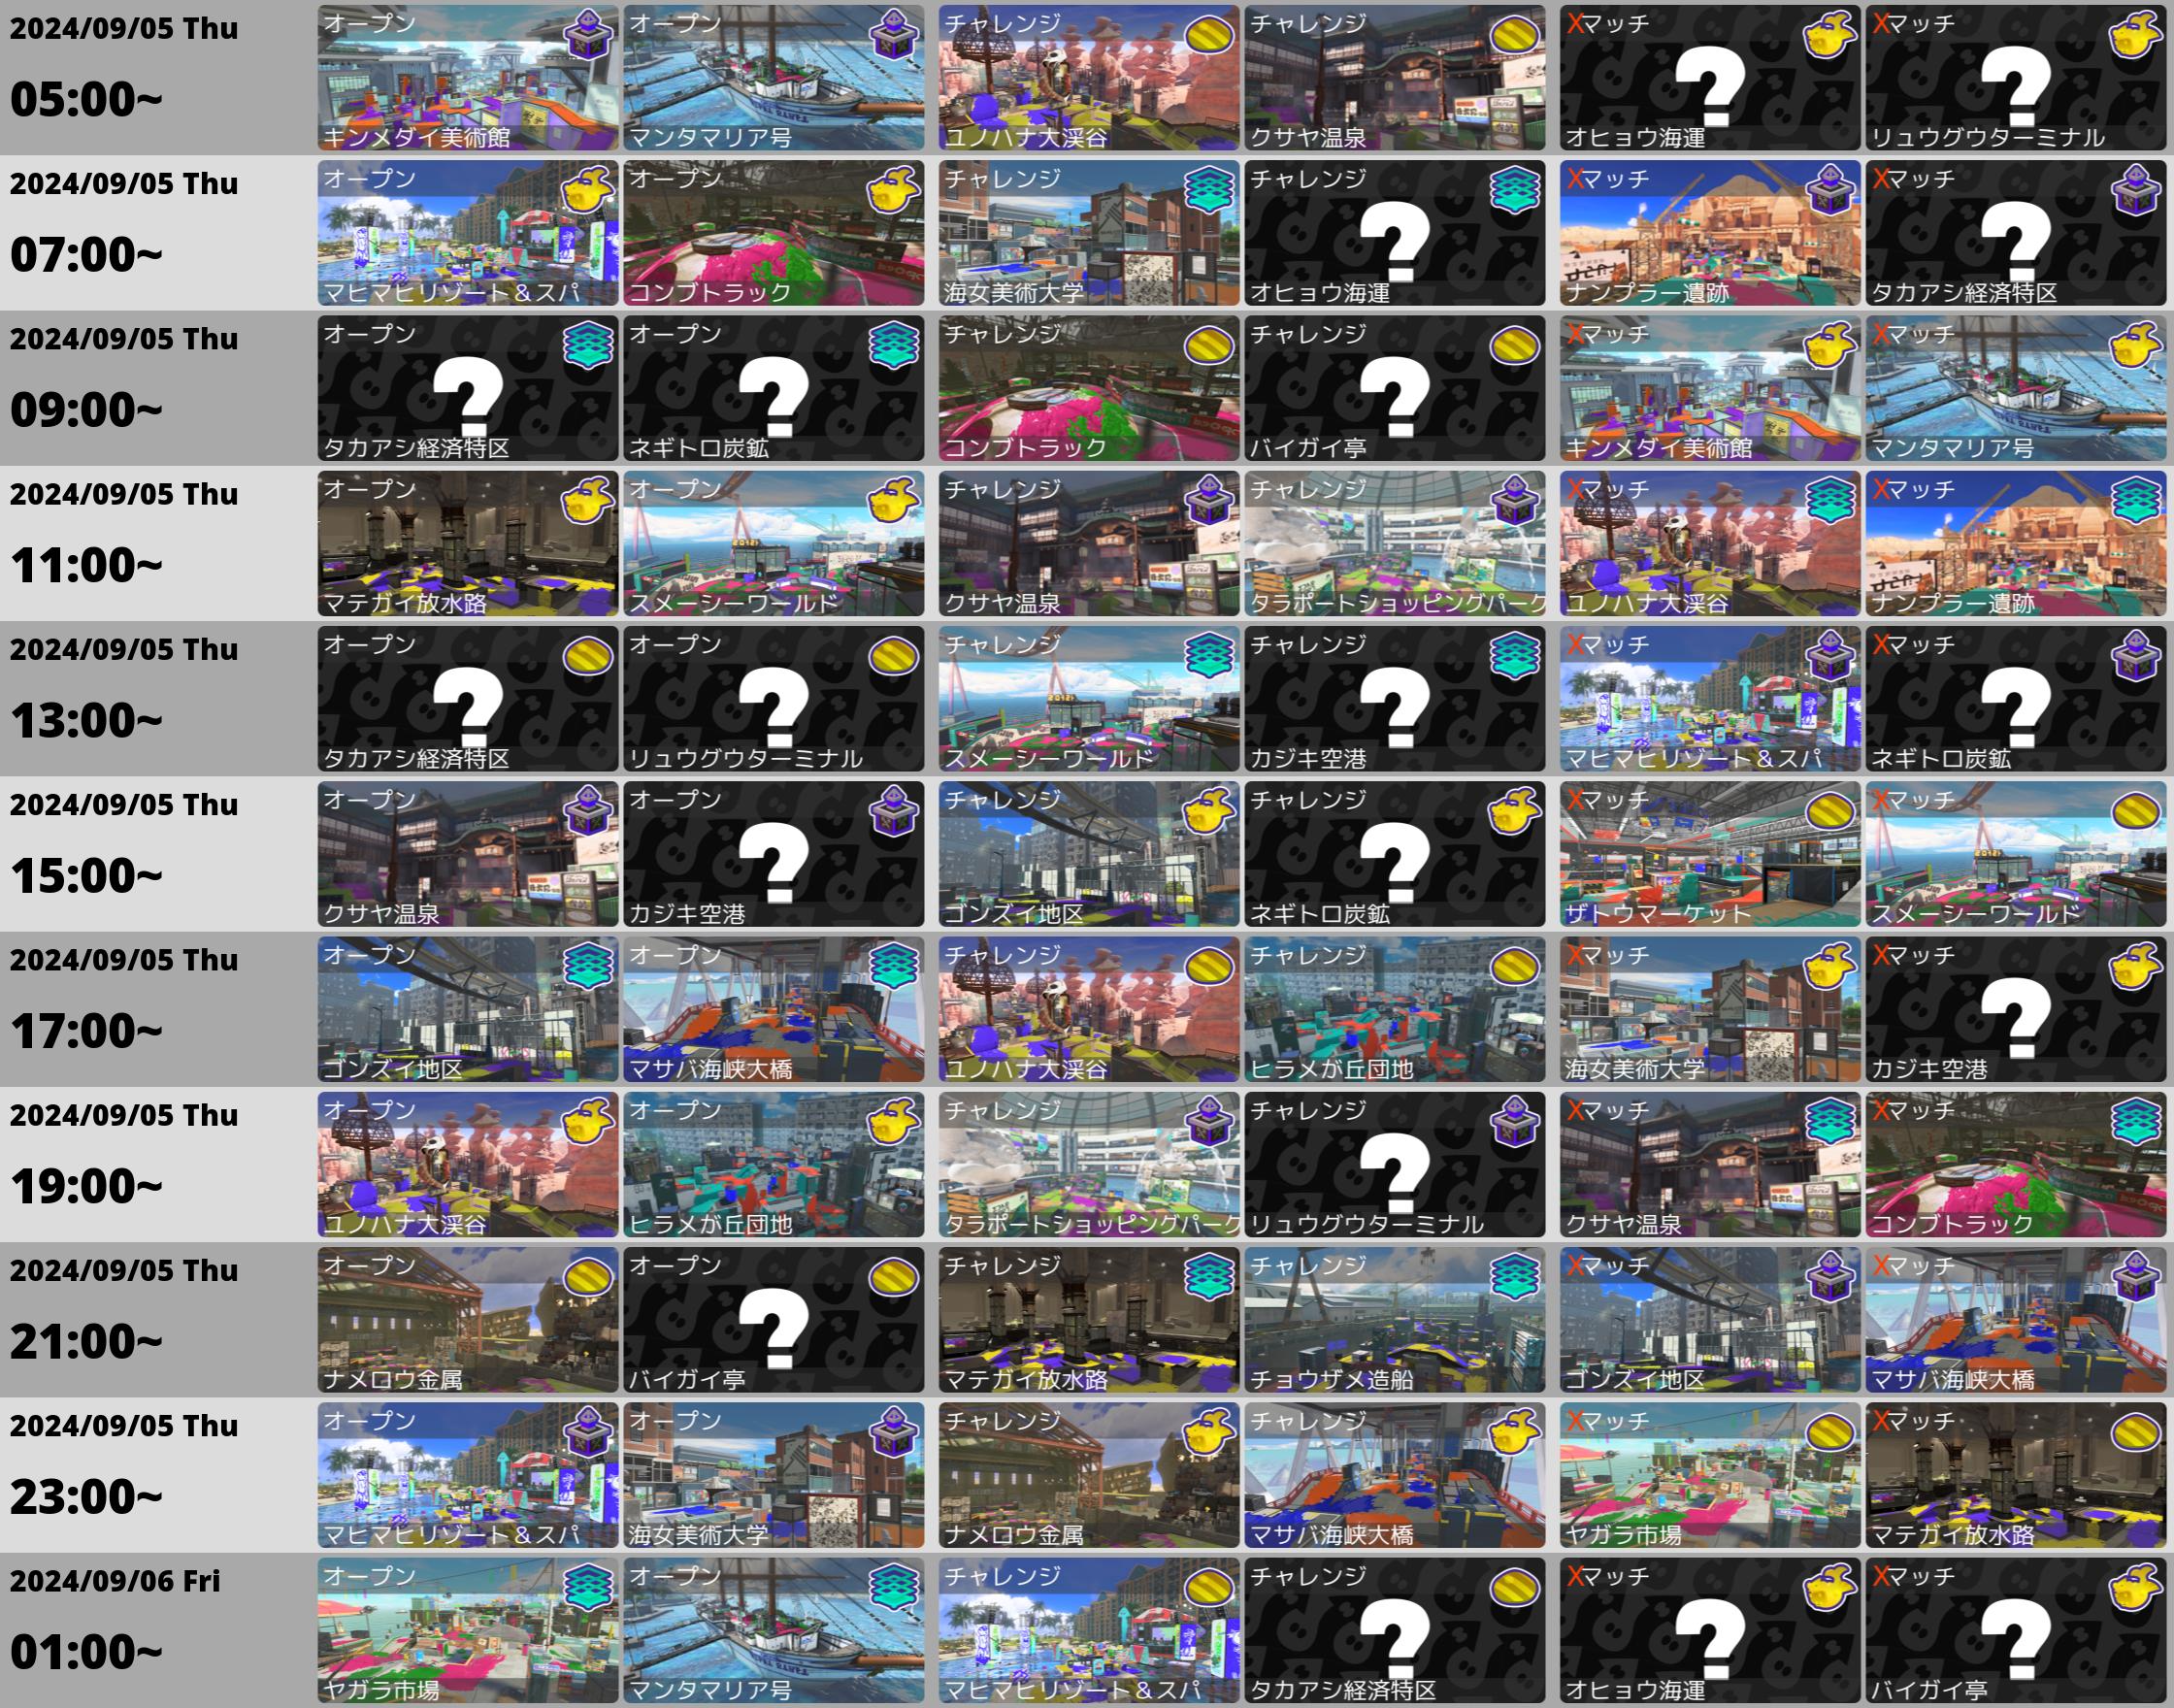 2024/09/05 Thu
05:00~
オープン オープン チャレンジ チャレンジ Xマッチ Xマッチ
キンメダイ美術館 マンタマリア号 ユノハナ大渓谷 クサヤ温泉 オヒョウ海運 リュウグウターミナル
2024/09/05 Thu
07:00~
オープン オープン チャレンジ チャレンジ Xマッチ Xマッチ
マヒマヒリゾート＆スパ コンブトラック 海女美術大学 オヒョウ海運 ナンプラー遺跡 タカアシ経済特区
2024/09/05 Thu
09:00~
オープン オープン チャレンジ チャレンジ Xマッチ Xマッチ
タカアシ経済特区 ネギトロ炭鉱 コンブトラック バイガイ亭 キンメダイ美術館 マンタマリア号
2024/09/05 Thu
11:00~
オープン オープン チャレンジ チャレンジ Xマッチ Xマッチ
マテガイ放水路 スメーシーワールド クサヤ温泉 タラポートショッピングパーク ユノハナ大渓谷 ナンプラー遺跡
2024/09/05 Thu
13:00~
オープン オープン チャレンジ チャレンジ Xマッチ Xマッチ
タカアシ経済特区 リュウグウターミナル スメーシーワールド カジキ空港 マヒマヒリゾート＆スパ ネギトロ炭鉱
2024/09/05 Thu
15:00~
オープン オープン チャレンジ チャレンジ Xマッチ Xマッチ
クサヤ温泉 カジキ空港 ゴンズイ地区 ネギトロ炭鉱 ザトウマーケット スメーシーワールド
2024/09/05 Thu
17:00~
オープン オープン チャレンジ チャレンジ Xマッチ Xマッチ
ゴンズイ地区 マサバ海峡大橋 ユノハナ大渓谷 ヒラメが丘団地 海女美術大学 カジキ空港
2024/09/05 Thu
19:00~
オープン オープン チャレンジ チャレンジ Xマッチ Xマッチ
ユノハナ大渓谷 ヒラメが丘団地 タラポートショッピングパーク リュウグウターミナル クサヤ温泉 コンブトラック
2024/09/05 Thu
21:00~
オープン オープン チャレンジ チャレンジ Xマッチ Xマッチ
ナメロウ金属 バイガイ亭 マテガイ放水路 チョウザメ造船 ゴンズイ地区 マサバ海峡大橋
2024/09/05 Thu
23:00~
オープン オープン チャレンジ チャレンジ Xマッチ Xマッチ
マヒマヒリゾート＆スパ 海女美術大学 ナメロウ金属 マサバ海峡大橋 ヤガラ市場 マテガイ放水路
2024/09/06 Fri
01:00~
オープン オープン チャレンジ チャレンジ Xマッチ Xマッチ
ヤガラ市場 マンタマリア号 マヒマヒリゾート＆スパ タカアシ経済特区 オヒョウ海運 バイガイ亭